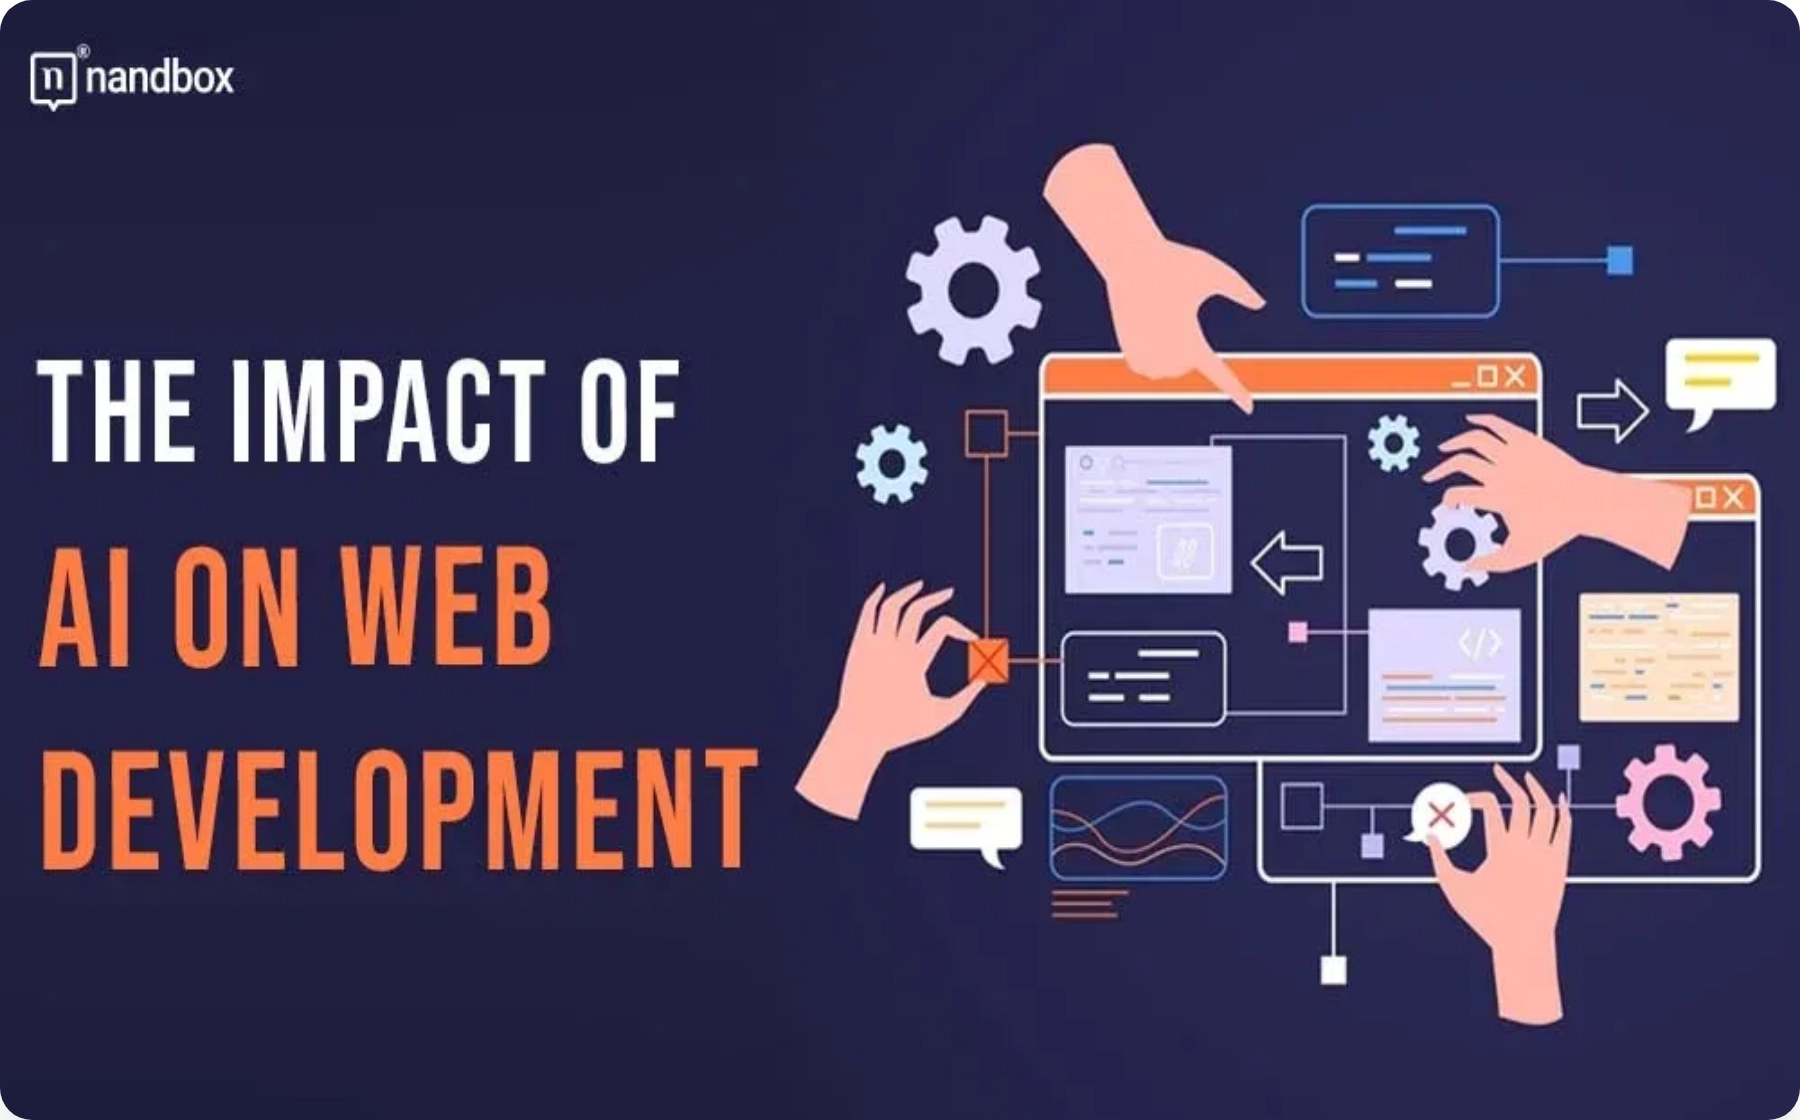 n® nandbox
THE IMPACT OF
AI ON WEB
DEVELOPMENT
</>